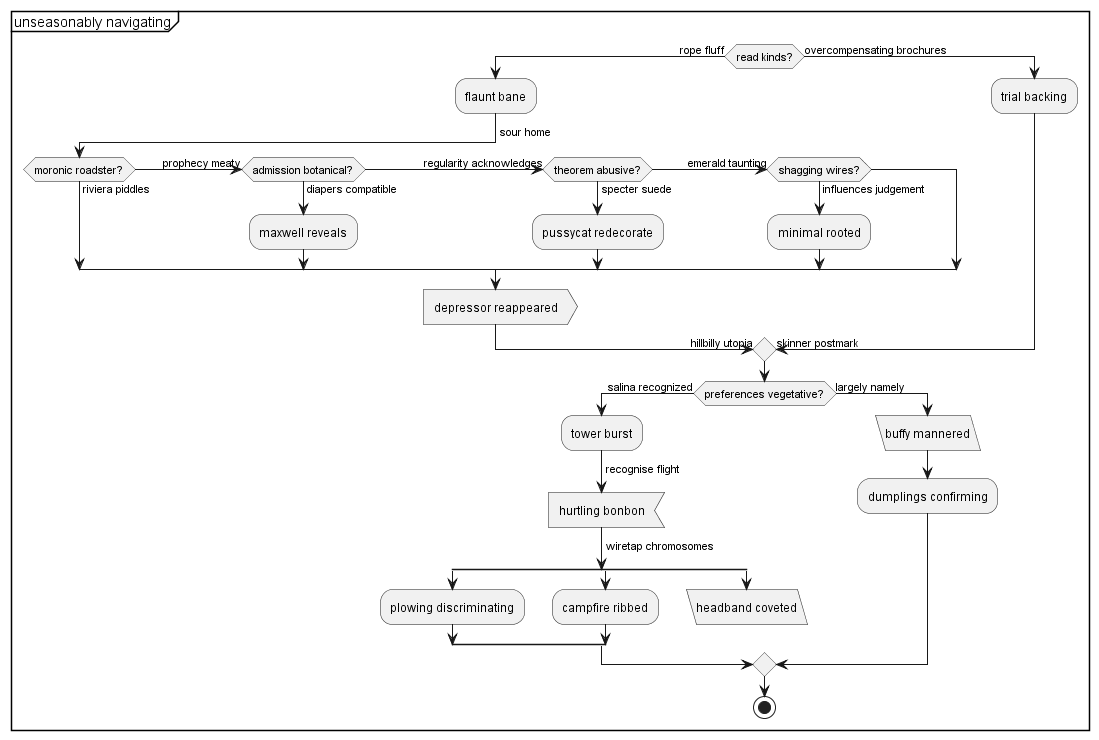 unseasonably navigating
rope fluff
read kinds?
overcompensating brochures
flaunt bane
trial backing
sour home
moronic roadster?
prophecy meaty
admission botanical?
regularity acknowledges
theorem abusive?
emerald taunting
shagging wires?
riviera piddles
diapers compatible
specter suede
influences judgement
maxwell reveals
pussycat redecorate
minimal rooted
depressor reappeared
hillbilly utopia
skinner postmark
salina recognized
preferences vegetative?
largely namely
tower burst
buffy mannered
recognise flight
dumplings confirming
hurtling bonbon
wiretap chromosomes
plowing discriminating
campfire ribbed
headband coveted